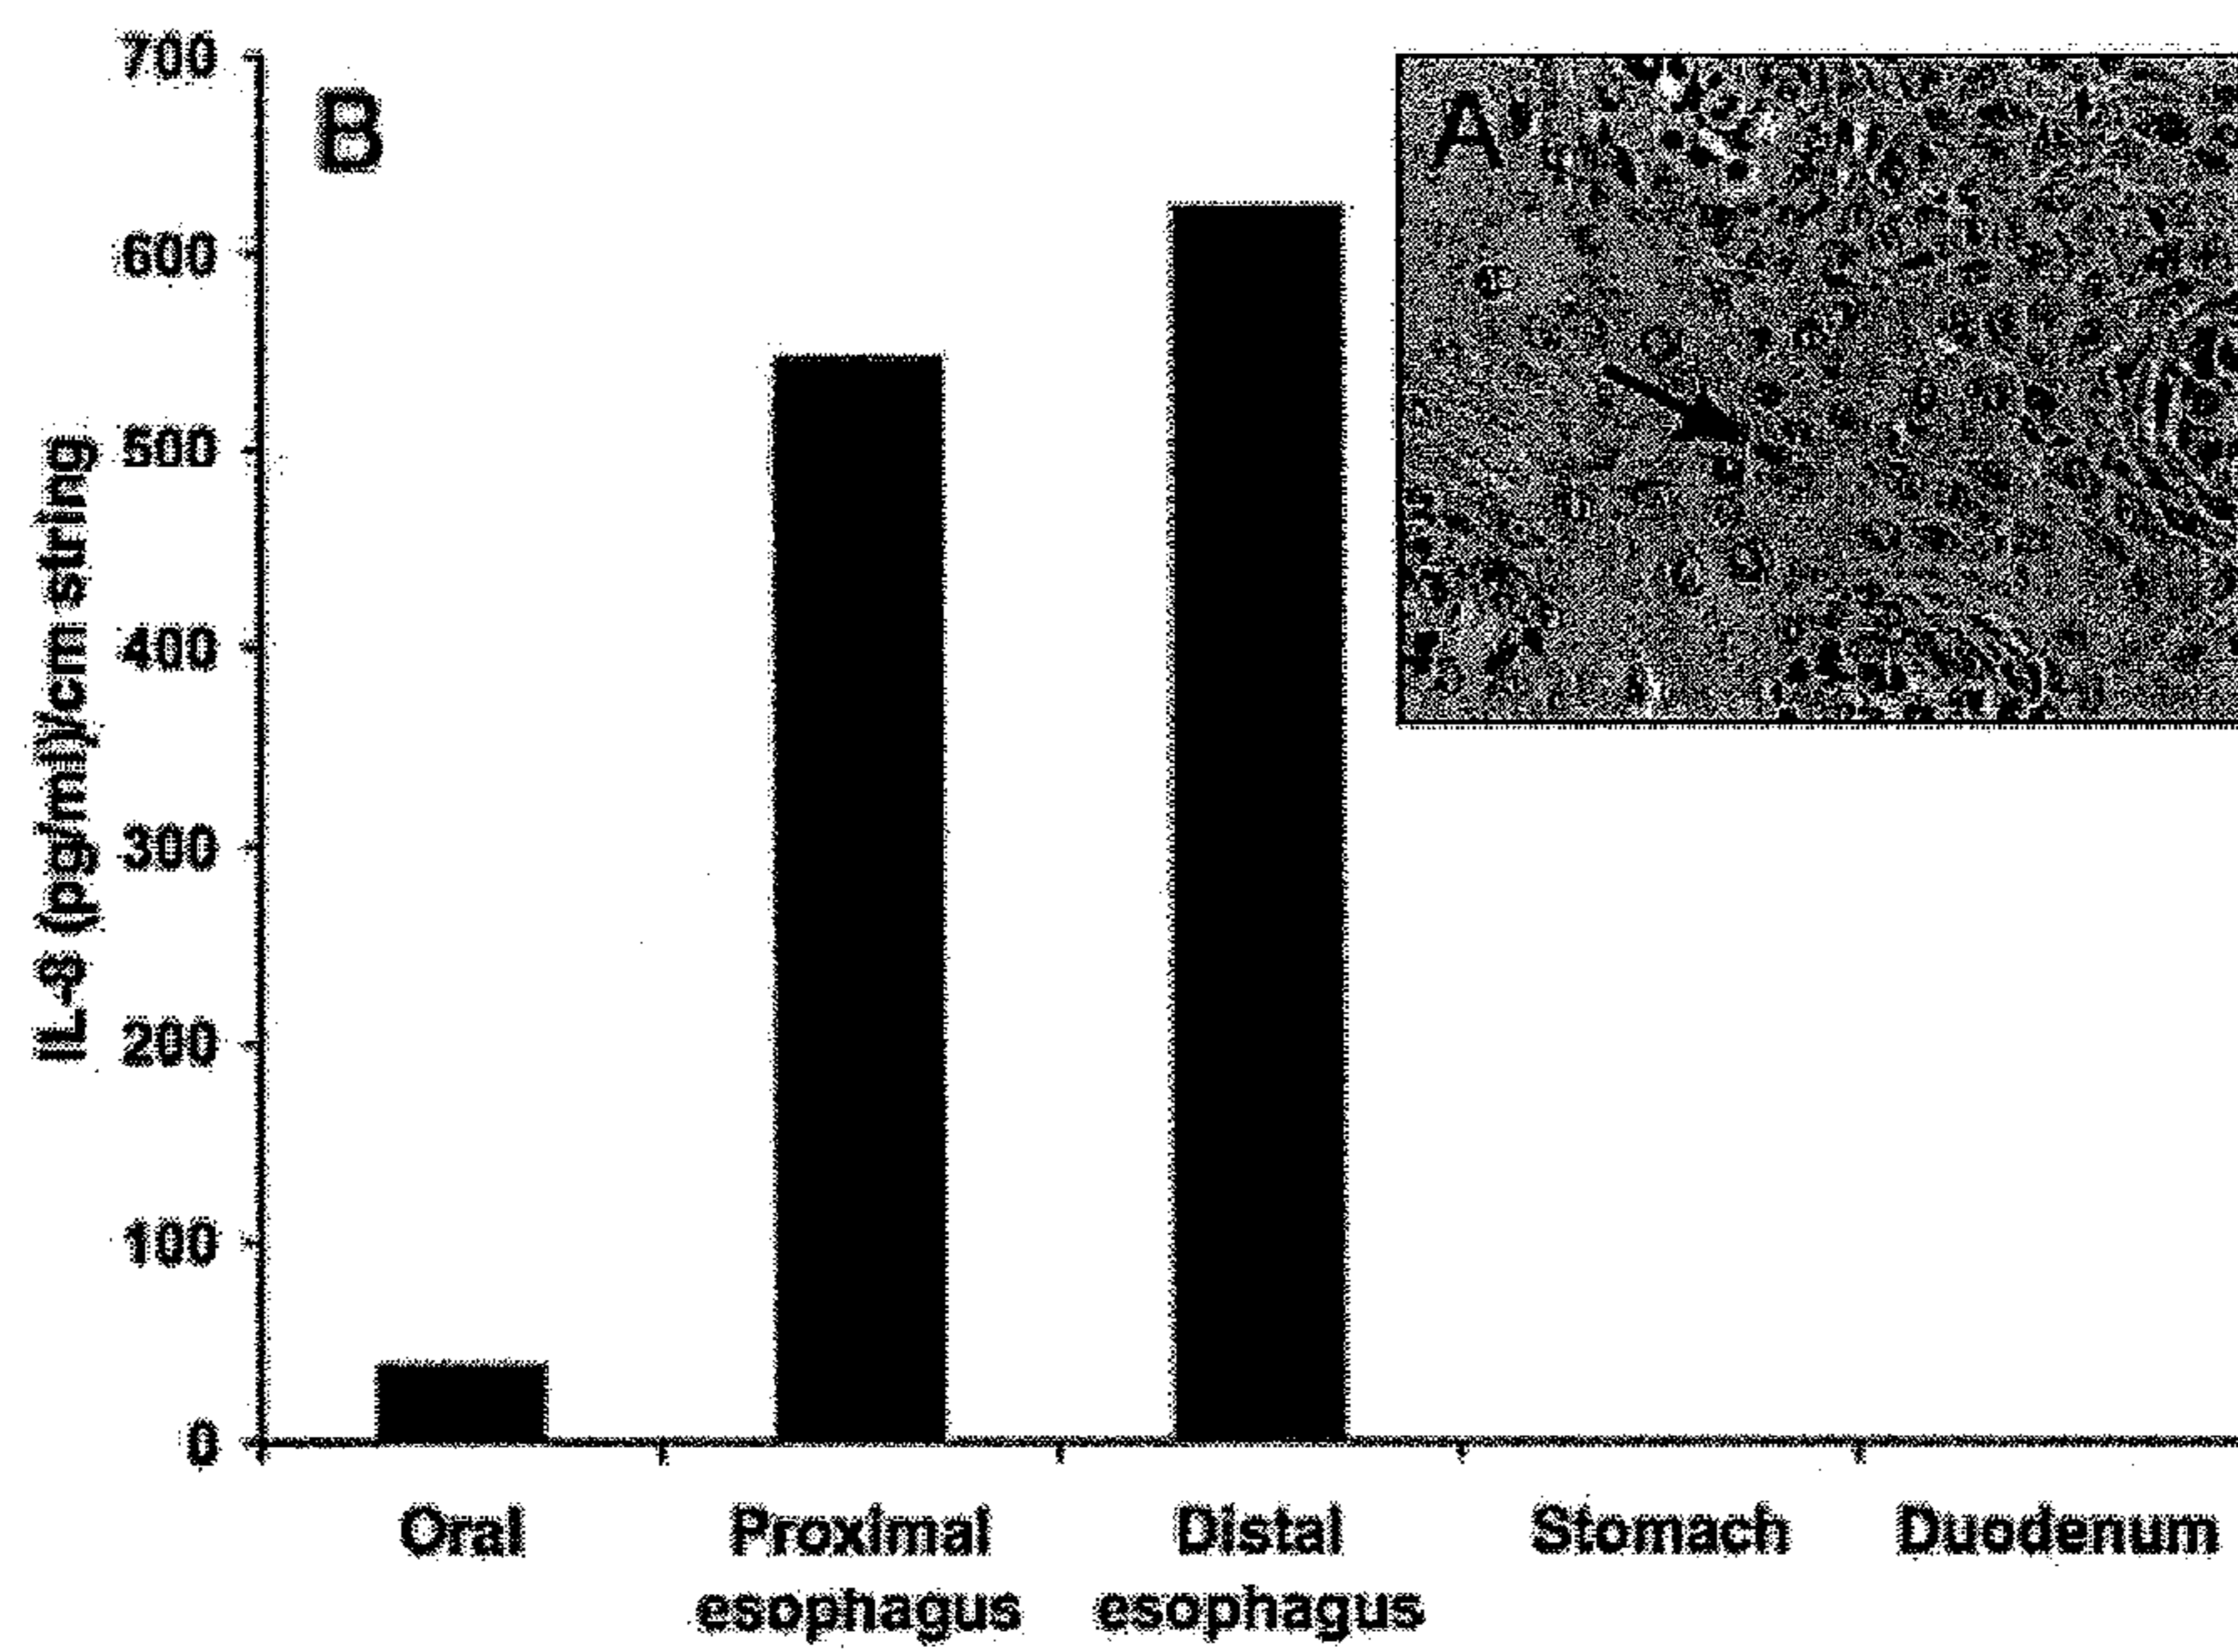 700
B
A
600
500
400
300
200
100
0
IL-8 (pg/ml)/cm string
Oral
Proximal
esophagus
Distal
esophagus
Stomach
Duodenum